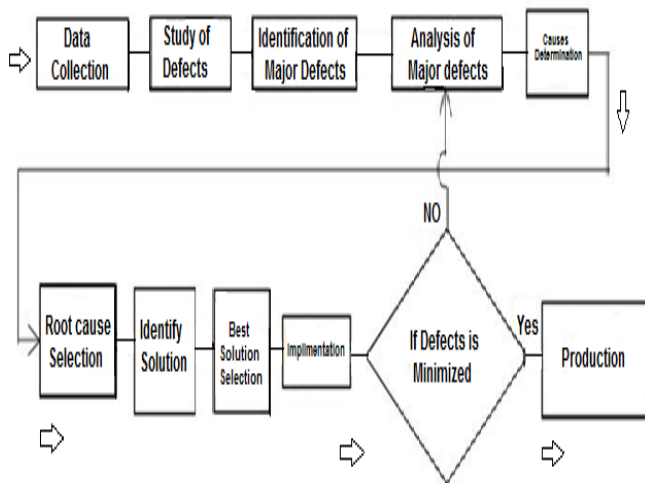 Data
Collection
Study of
Defects
Identification of
Major Defects
Analysis of
Major defects
Causes
Determination
NO
Root cause
Selection
Identify
Solution
Best
Solution
Selection
Implimentation
If Defects is
Minimized
Yes
Production